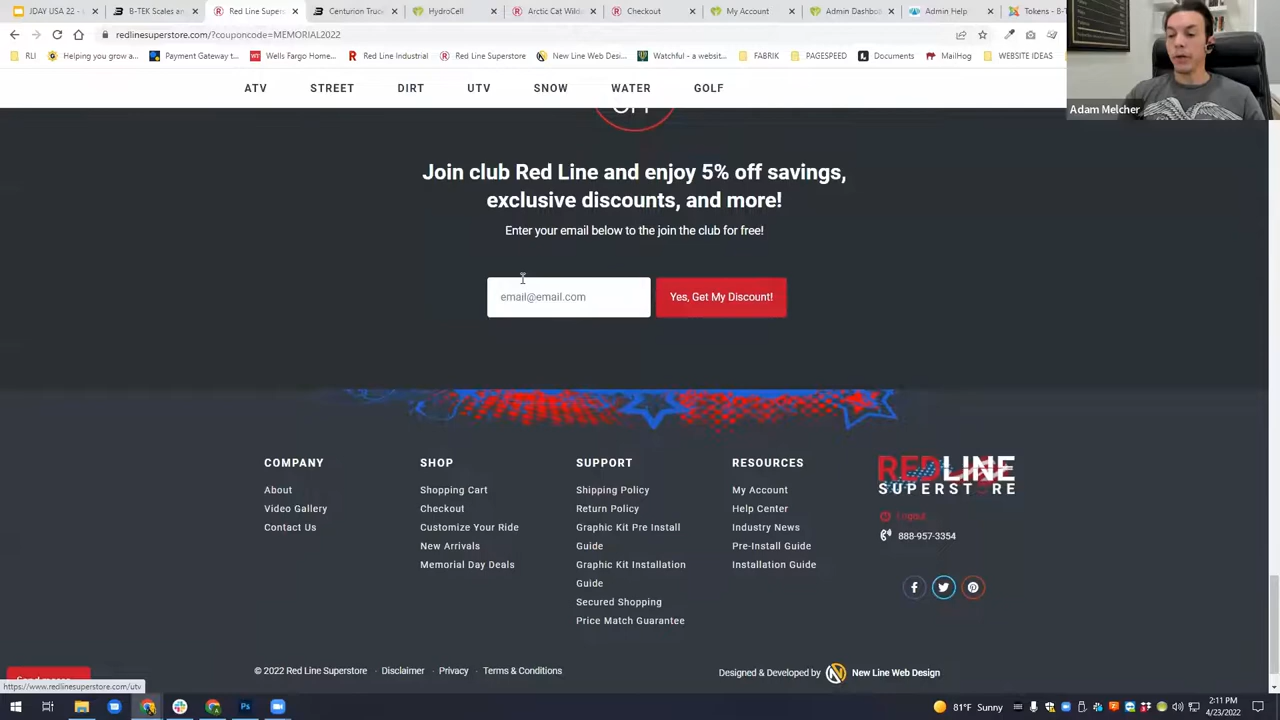 JDAY USA 22 -
B-TEK Scales a
Red Line Super
Centurion Truc
HydroCell
Arctic Cat Wild
Checkout
My Account
Admin Dashbo
Admin Helper
Tokens - B-T
redlinesuperstore.com/?couponcode=MEMORIAL2022
RLI
Helping you grow a...
Payment Gateway t...
Wells Fargo Home...
Red Line Industrial
Red Line Superstore
New Line Web Desi...
Watchful - a websit...
FABRIK
PAGESPEED
Documents
MailHog
WEBSITE IDEAS
Adam Melcher
ATV STREET DIRT UTV SNOW WATER GOLF
Join club Red Line and enjoy 5% off savings,
exclusive discounts, and more!
Enter your email below to the join the club for free!
email@email.com
Yes, Get My Discount!
COMPANY
About
Video Gallery
Contact Us
SHOP
Shopping Cart
Checkout
Customize Your Ride
New Arrivals
Memorial Day Deals
SUPPORT
Shipping Policy
Return Policy
Graphic Kit Pre Install
Guide
Graphic Kit Installation
Guide
Secured Shopping
Price Match Guarantee
RESOURCES
My Account
Help Center
Industry News
Pre-Install Guide
Installation Guide
REDLINE
SUPERSTORE
Logout
888-957-3354
© 2022 Red Line Superstore · Disclaimer · Privacy · Terms & Conditions
Designed & Developed by New Line Web Design
https://www.redlinesuperstore.com/utv
81°F Sunny
2:11 PM
4/23/2022